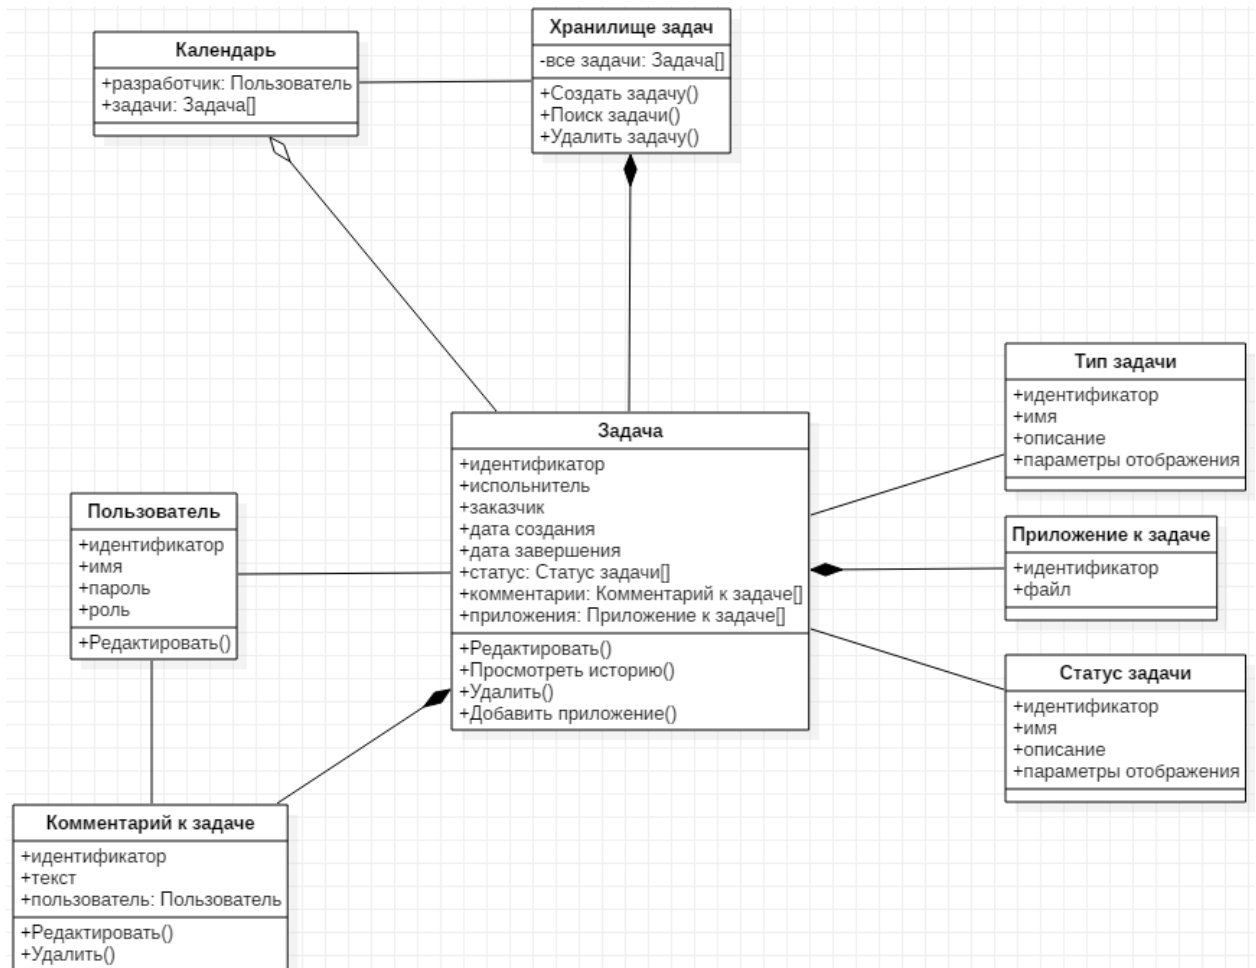 Календарь
+разработчик: Пользователь
+задачи: Задача[]
Хранилище задач
-все задачи: Задача[]
+Создать задачу()
+Поиск задачи()
+Удалить задачу()
Тип задачи
+идентификатор
+имя
+описание
+параметры отображения
Задача
+идентификатор
+испольнитель
+заказчик
+дата создания
+дата завершения
+статус: Статус задачи[]
+комментарии: Комментарий к задаче[]
+приложения: Приложение к задаче[]
+Редактировать()
+Просмотреть историю()
+Удалить()
+Добавить приложение()
Пользователь
+идентификатор
+имя
+пароль
+роль
+Редактировать()
Приложение к задаче
+идентификатор
+файл
Статус задачи
+идентификатор
+имя
+описание
+параметры отображения
Комментарий к задаче
+идентификатор
+текст
+пользователь: Пользователь
+Редактировать()
+Удалить()